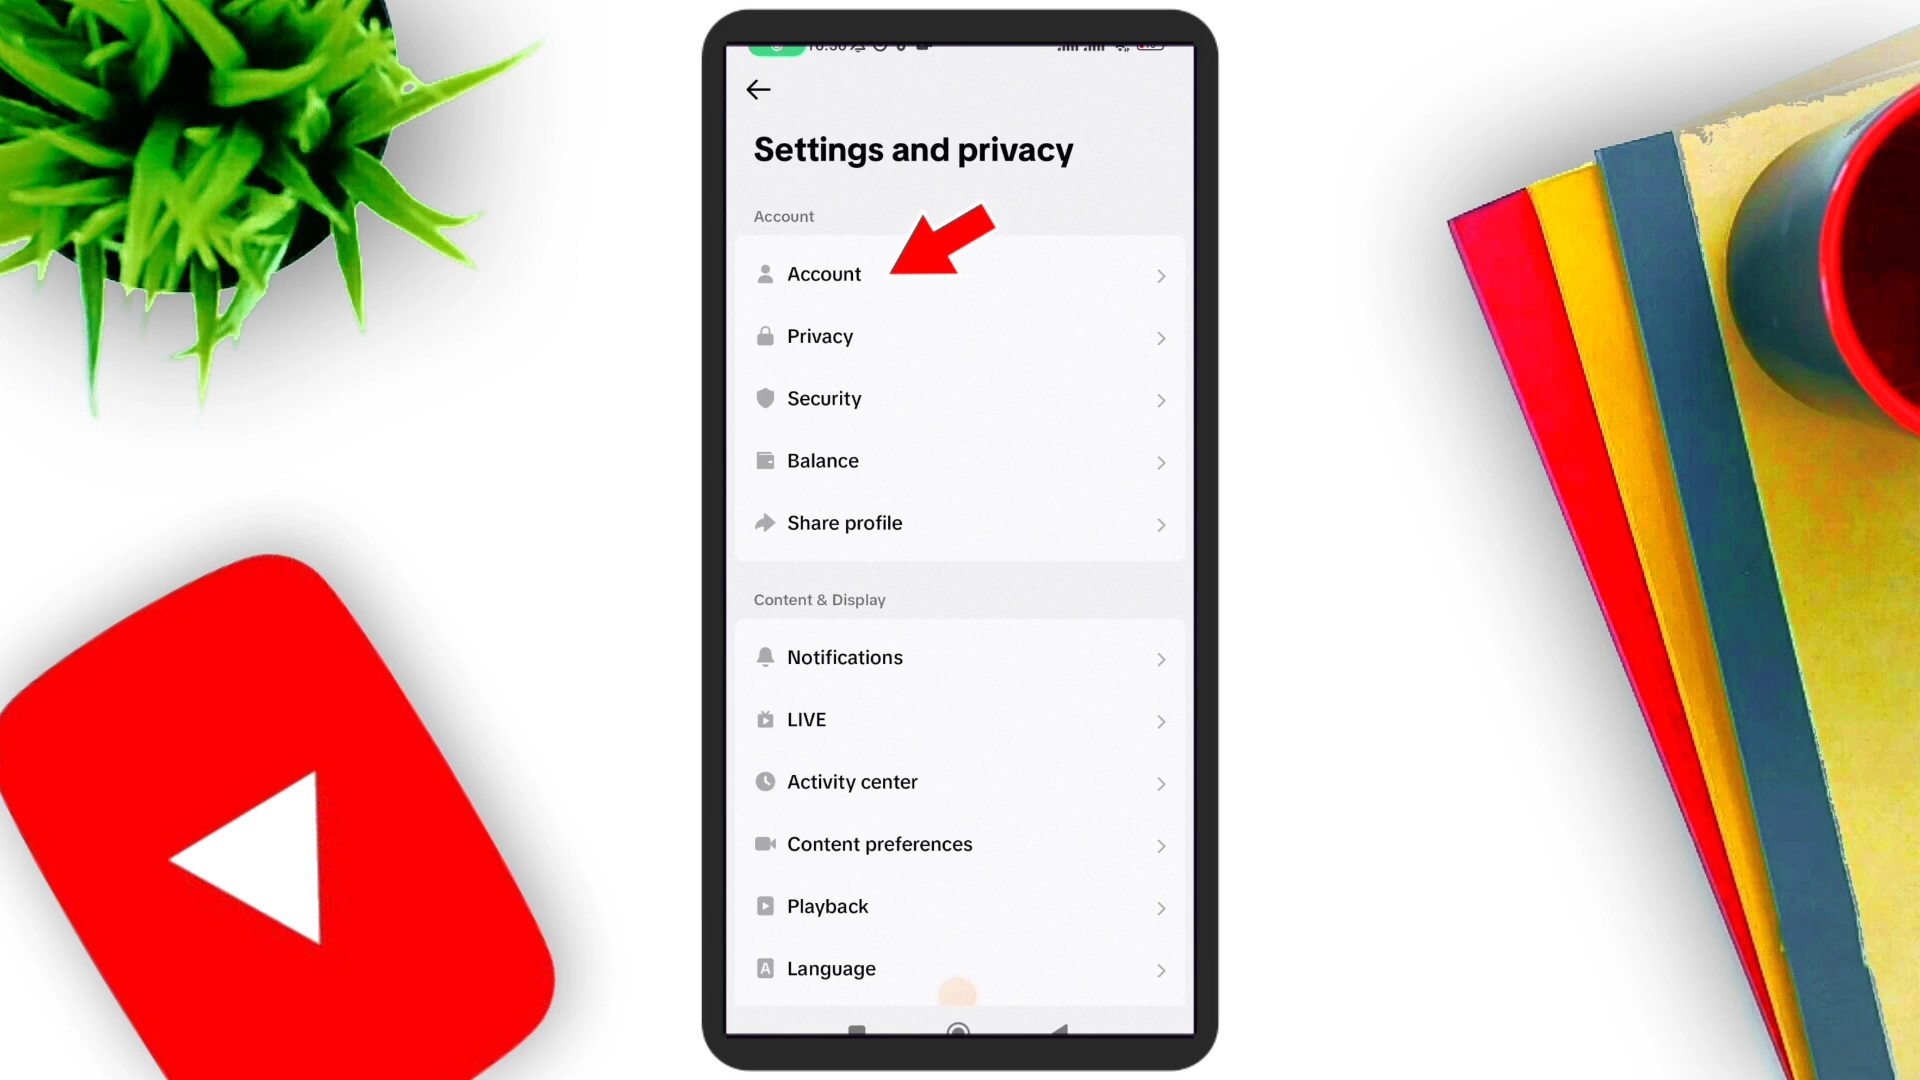 Settings and privacy
Account
Account
Privacy
Security
Balance
Share profile
Content & Display
Notifications
LIVE
Activity center
Content preferences
Playback
A Language